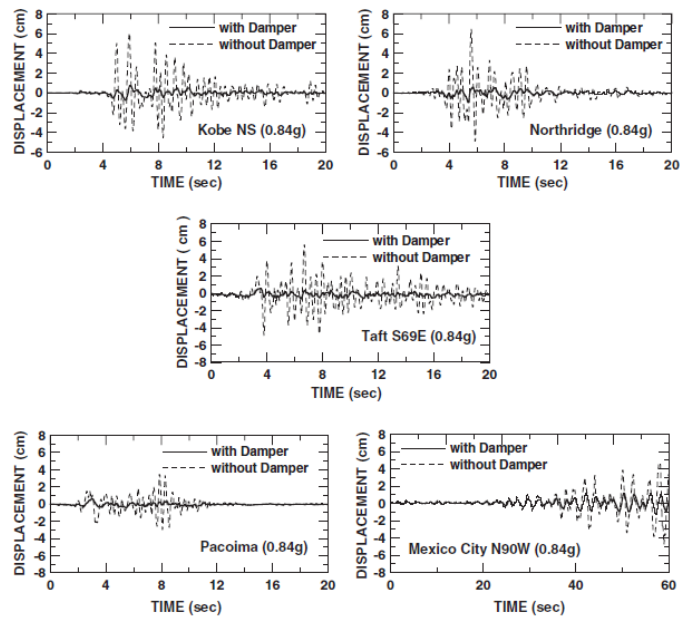 DISPLACEMENT (cm)
8
6
4
2
0
-2
-4
-6
with Damper
without Damper
Kobe NS (0.84g)
0 4 8 12 16 20
TIME (sec)
DISPLACEMENT (cm)
8
6
4
2
0
-2
-4
-6
with Damper
without Damper
Northridge (0.84g)
0 4 8 12 16 20
TIME (sec)
DISPLACEMENT ( cm )
8
6
4
2
0
-2
-4
-6
-8
with Damper
without Damper
Taft S69E (0.84g)
0 4 8 12 16 20
TIME (sec)
DISPLACEMENT (cm)
8
6
4
2
0
-2
-4
-6
-8
with Damper
without Damper
Pacoima (0.84g)
0 4 8 12 16 20
TIME (sec)
DISPLACEMENT (cm)
8
6
4
2
0
-2
-4
-6
-8
with Damper
without Damper
Mexico City N90W (0.84g)
0 20 40 60
TIME (sec)